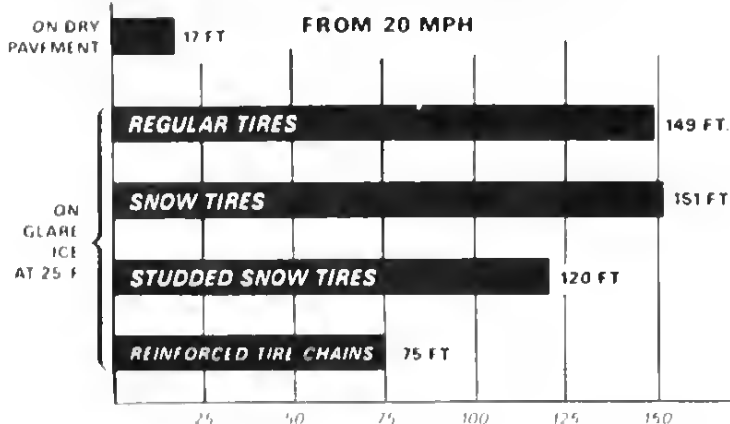 FROM 20 MPH
ON DRY
PAVEMENT
17 FT
REGULAR TIRES
149 FT.
SNOW TIRES
151 FT
ON
GLARE
ICE
AT 25 F
STUDDED SNOW TIRES
120 FT
REINFORCED TIRE CHAINS
75 FT
25 50 75 100 125 150